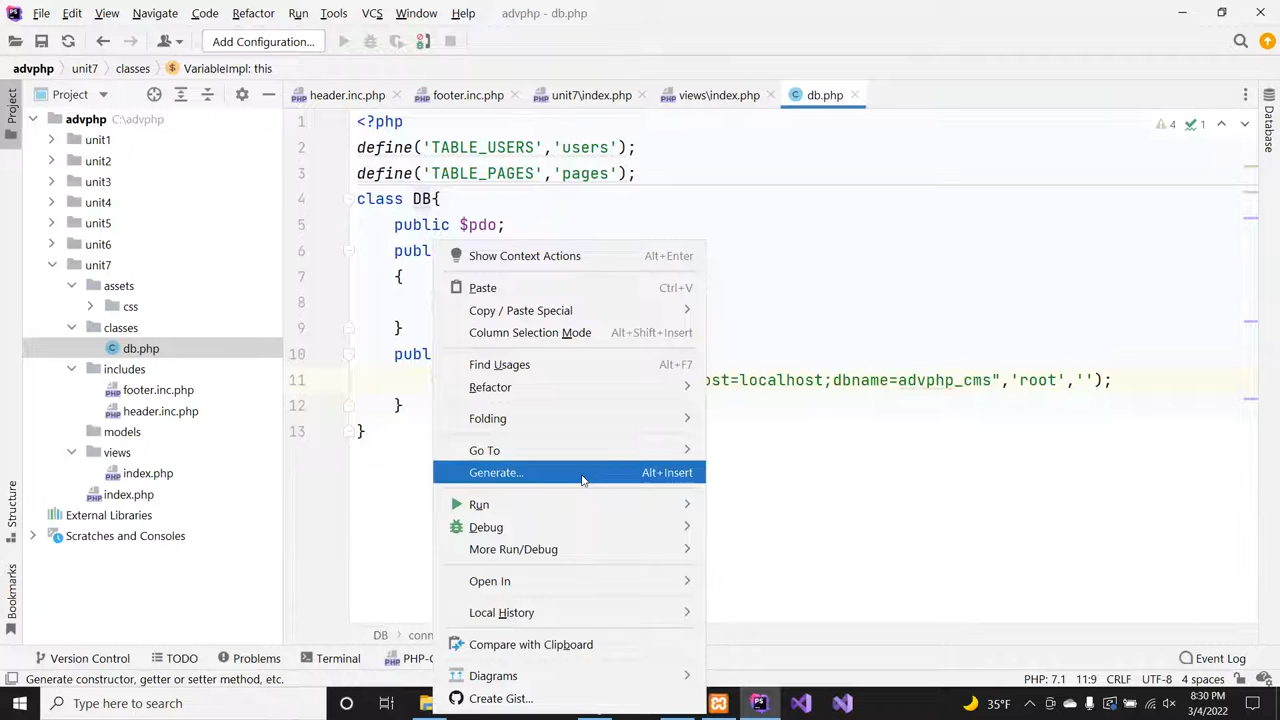 File Edit View Navigate Code Refactor Run Tools VCS Window Help advphp - db.php
Add Configuration...
advphp unit7 classes VariableImpl: this
Project
Project
header.inc.php footer.inc.php unit7\index.php views\index.php db.php
Database
advphp C:\advphp
unit1
unit2
unit3
unit4
unit5
unit6
unit7
assets
css
classes
db.php
includes
footer.inc.php
header.inc.php
models
views
index.php
index.php
External Libraries
Scratches and Consoles
Structure
Bookmarks
4 1
1 <?php
2 define('TABLE_USERS','users');
3 define('TABLE_PAGES','pages');
4 class DB{
5 public $pdo;
6 publ
7 {
8
9 }
10 publ
11 ost=localhost;dbname=advphp_cms",'root','');
12 }
13 }
Show Context Actions Alt+Enter
Paste Ctrl+V
Copy / Paste Special
Column Selection Mode Alt+Shift+Insert
Find Usages Alt+F7
Refactor
Folding
Go To
Generate... Alt+Insert
Run
Debug
More Run/Debug
Open In
Local History
Compare with Clipboard
Diagrams
Create Gist...
DB conn
Version Control TODO Problems Terminal PHP-C Event Log
Generate constructor, getter or setter method, etc. PHP: 7.1 11:9 CRLF UTF-8 4 spaces
Type here to search 35°F 8:30 PM
3/4/2022